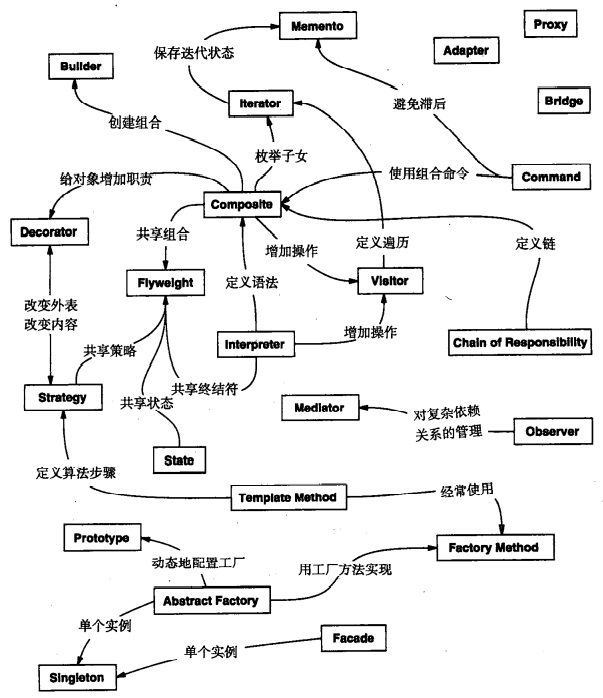 Memento
Proxy
Adapter
保存迭代状态
Builder
Iterator
避免滞后
Bridge
创建组合
枚举子女
给对象增加职责
使用组合命令
Command
Composite
Decorator
共享组合
增加操作
定义遍历
定义链
Flyweight
定义语法
Visitor
改变外表
改变内容
增加操作
共享策略
Interpreter
Chain of Responsibility
共享终结符
Strategy
共享状态
Mediator
对复杂依赖
关系的管理
Observer
State
定义算法步骤
Template Method
经常使用
Prototype
动态地配置工厂
用工厂方法实现
Factory Method
Abstract Factory
单个实例
Facade
单个实例
Singleton